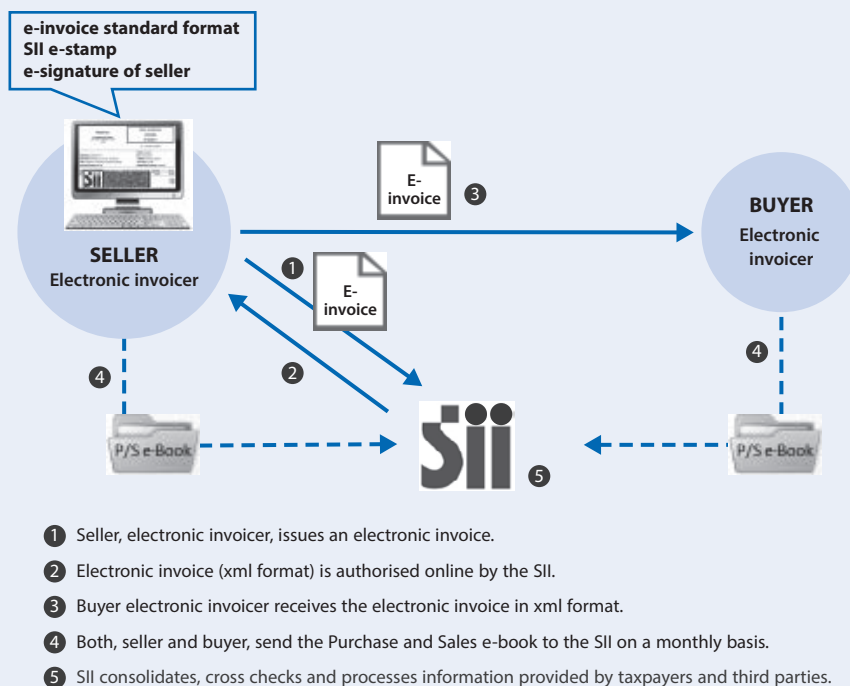 e-invoice standard format
SII e-stamp
e-signature of seller
Sii
SELLER
Electronic invoicer
E-
invoice
3
BUYER
Electronic
invoicer
1
E-
invoice
2
4
P/S e-Book
4
P/S e-Book
Sii
5
1 Seller, electronic invoicer, issues an electronic invoice.
2 Electronic invoice (xml format) is authorised online by the SII.
3 Buyer electronic invoicer receives the electronic invoice in xml format.
4 Both, seller and buyer, send the Purchase and Sales e-book to the SII on a monthly basis.
5 SII consolidates, cross checks and processes information provided by taxpayers and third parties.